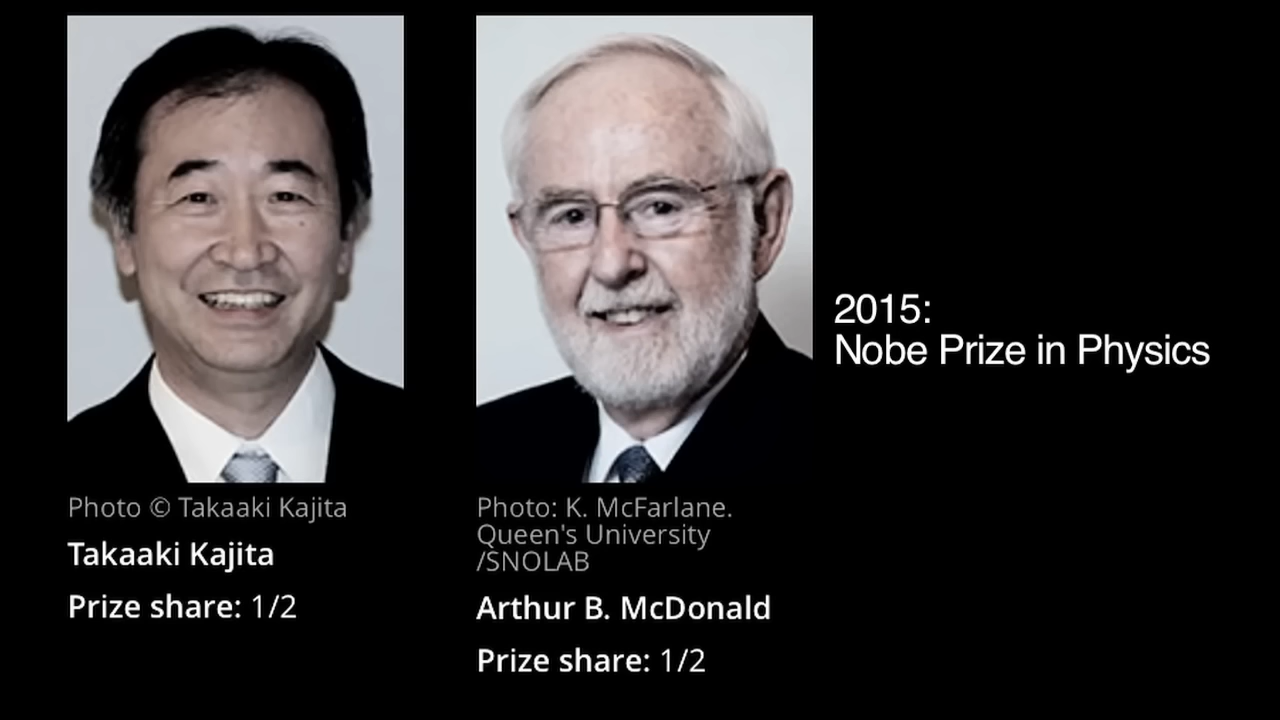 Photo © Takaaki Kajita
Takaaki Kajita
Prize share: 1/2
Photo: K. McFarlane.
Queen's University
/SNOLAB
Arthur B. McDonald
Prize share: 1/2
2015:
Nobe Prize in Physics